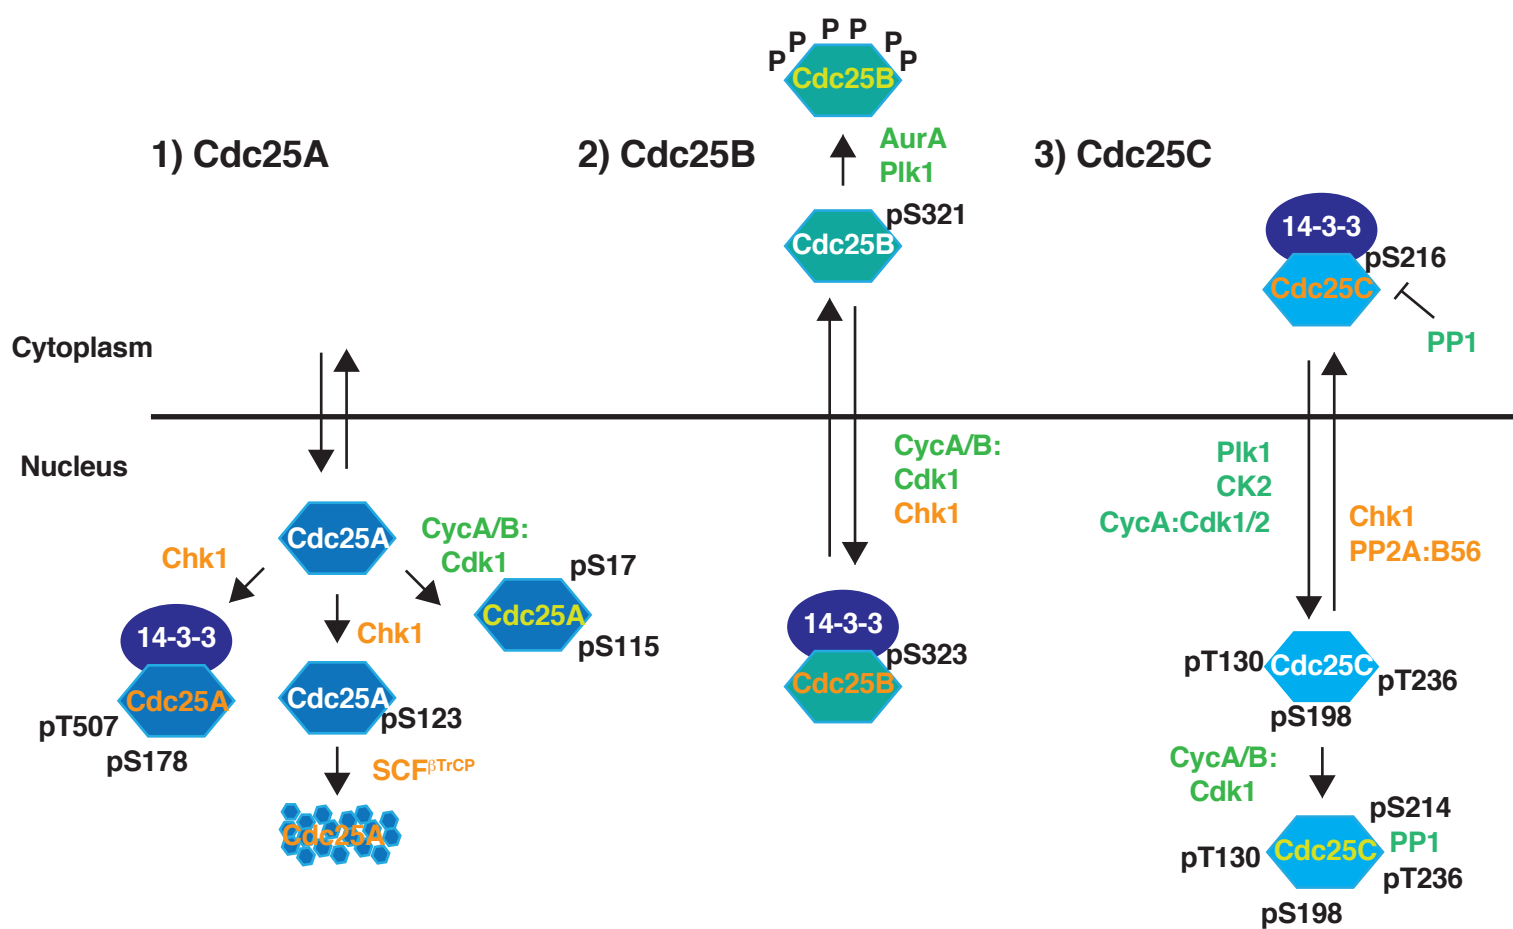 1) Cdc25A
Cytoplasm
Nucleus
Cdc25A
Chk1
14-3-3
Cdc25A
pT507
pS178
Chk1
Cdc25A
pS123
SCFβTrCP
Cdc25A
CycA/B:
Cdk1
pS17
Cdc25A
pS115
2) Cdc25B
P P P P P P
Cdc25B
AurA
Plk1
pS321
Cdc25B
CycA/B:
Cdk1
Chk1
14-3-3
pS323
Cdc25B
3) Cdc25C
14-3-3
pS216
Cdc25C
PP1
Plk1
CK2
CycA:Cdk1/2
Chk1
PP2A:B56
pT130 Cdc25C pT236
pS198
CycA/B:
Cdk1
pS214
pT130 Cdc25C PP1
pT236
pS198